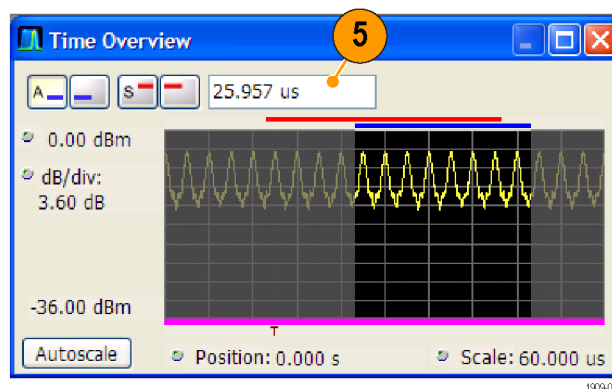 Time Overview
5
A
S
25.957 us
0.00 dBm
dB/div:
3.60 dB
-36.00 dBm
T
Autoscale
Position: 0.000 s
Scale: 60.000 us